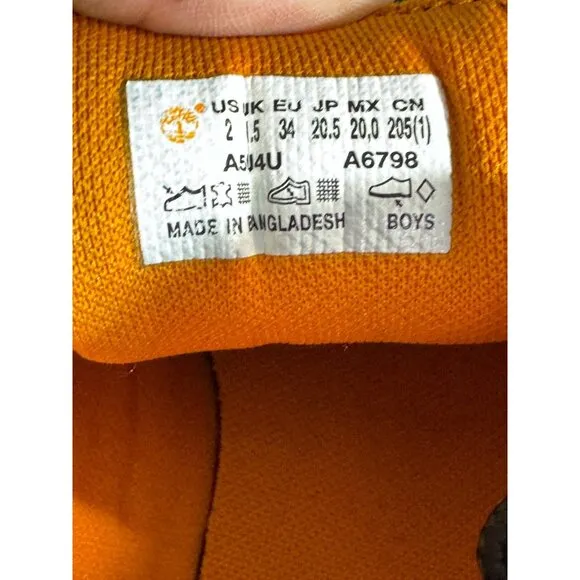 US UK EU JP MX CN
2 1.5 34 20.5 20,0 205(1)
A6798
MADE IN BANGLADESH BOYS